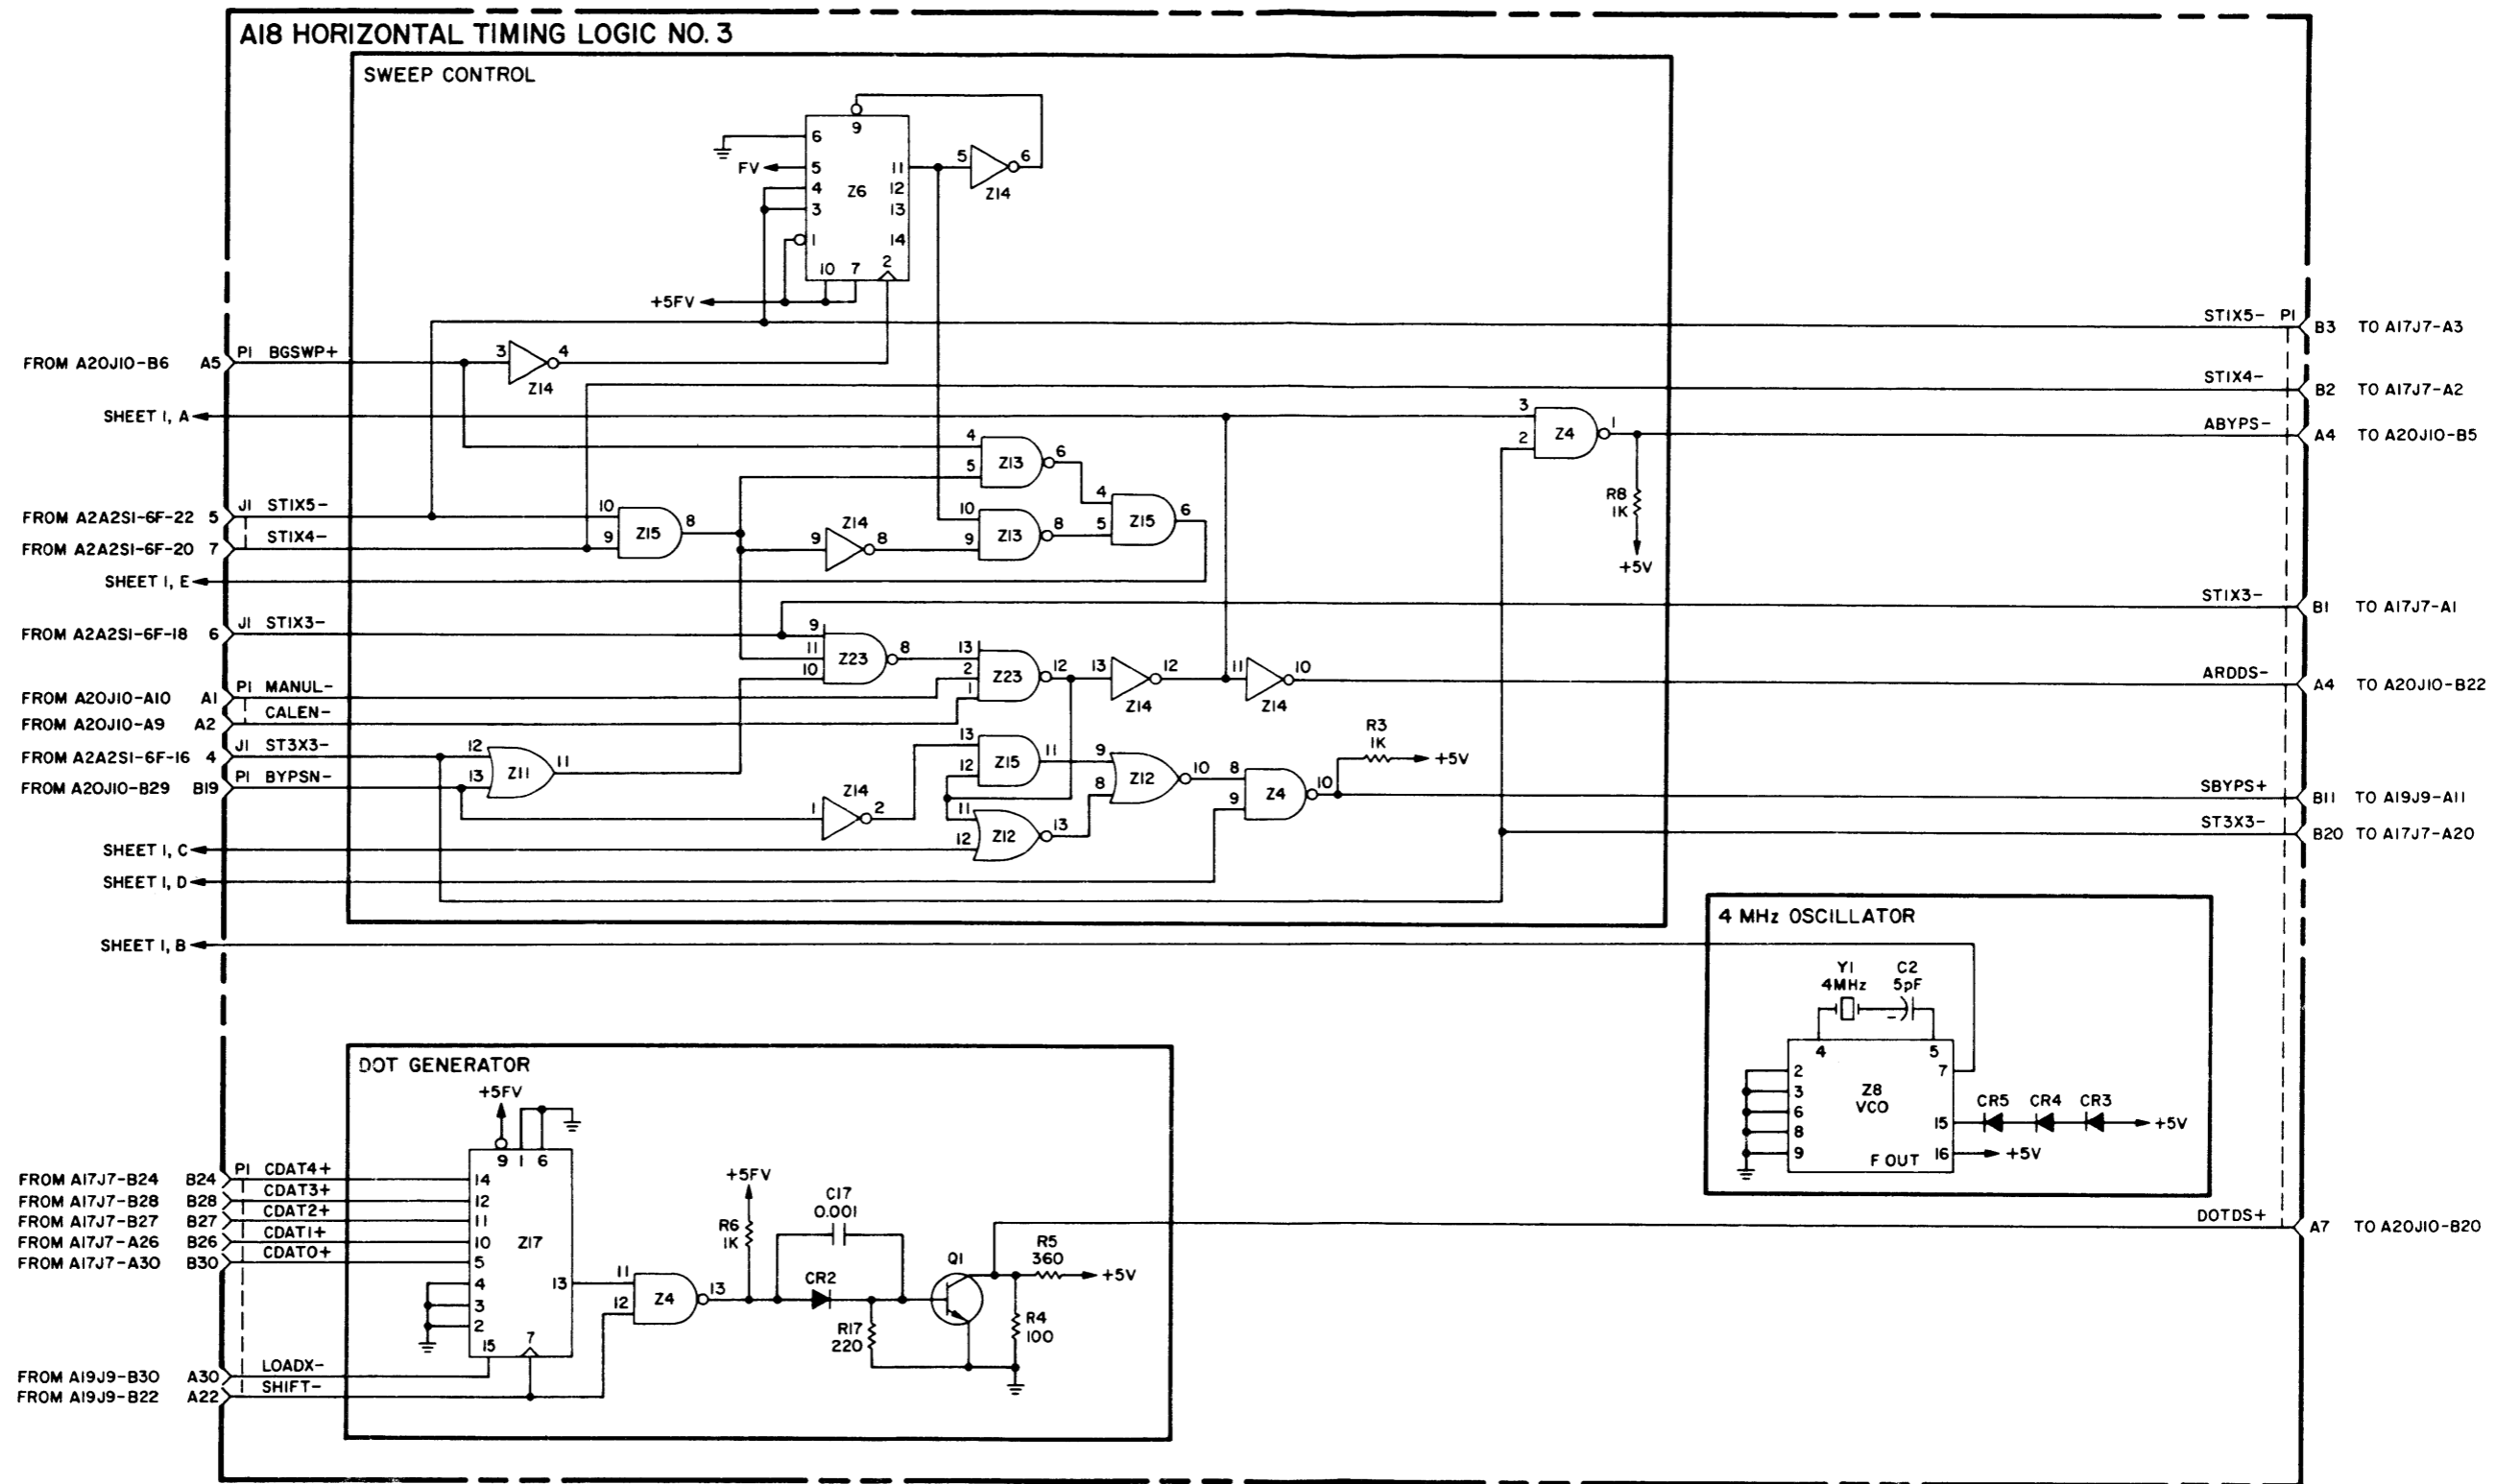 A18 HORIZONTAL TIMING LOGIC NO. 3
SWEEP CONTROL
9
6
FV
5
4
3
1
Z6
11
12
13
14
10 7 2
5 6
Z14
+5FV
STIX5- P1 B3 TO A17J7-A3
FROM A20J10-B6 A5 P1 BGSWP+
3 4
Z14
STIX4- B2 TO A17J7-A2
SHEET 1, A
3
2
Z4
1
ABYPS- A4 TO A20J10-B5
R8
1K
+5V
4
5
Z13
6
FROM A2A2S1-6F-22 5 J1 STIX5-
FROM A2A2S1-6F-20 7 STIX4-
10
9
Z15
8
Z14
9 8
10
9
Z13
8
4
5
Z15
6
SHEET 1, E
STIX3- B1 TO A17J7-A1
FROM A2A2S1-6F-18 6 J1 STIX3-
9
11
10
Z23
8
13
2
1
Z23
12
13 12
Z14
11 10
Z14
ARDDS- A4 TO A20J10-B22
FROM A20J10-A10 A1 P1 MANUL-
FROM A20J10-A9 A2 CALEN-
FROM A2A2S1-6F-16 4 J1 ST3X3-
FROM A20J10-B29 B19 P1 BYPSN-
12
13
Z11
11
Z14
1 2
13
12
Z15
11
11
12
Z12
13
9
8
Z12
10
8
9
Z4
10
R3
1K
+5V
SBYPS+ B11 TO A19J9-A11
ST3X3- B20 TO A17J7-A20
SHEET 1, C
SHEET 1, D
SHEET 1, B
4 MHz OSCILLATOR
Y1
4MHz
C2
5pF
4 5
2
3
6
8
9
Z8
VCO
7
15
F OUT 16
CR5 CR4 CR3
+5V
+5V
DOT GENERATOR
+5FV
9 1 6
FROM A17J7-B24 B24 P1 CDAT4+ 14
FROM A17J7-B28 B28 CDAT3+ 12
FROM A17J7-B27 B27 CDAT2+ 11
FROM A17J7-A26 B26 CDAT1+ 10
FROM A17J7-A30 B30 CDAT0+ 5
4
3
2
Z17
13
15 7
FROM A19J9-B30 A30 LOADX-
FROM A19J9-B22 A22 SHIFT-
11
12
Z4
13
+5FV
R6
1K
C17
0.001
CR2
R17
220
Q1
R5
360
+5V
R4
100
DOTDS+ A7 TO A20J10-B20